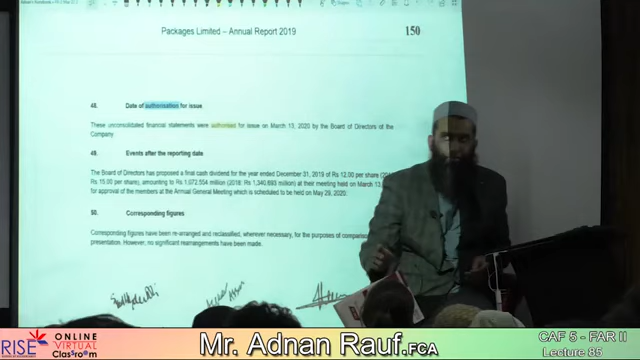 Packages Limited – Annual Report 2019
150
48. Date of authorisation for issue
These unconsolidated financial statements were authorised for issue on March 13, 2020 by the Board of Directors of the
Company
49. Events after the reporting date
The Board of Directors has proposed a final cash dividend for the year ended December 31, 2019 of Rs 12.00 per share (
Rs 15.00 per share), amounting to Rs 1,072.554 million (2018: Rs 1,340.693 million) at their meeting held on March 13,
for approval of the members at the Annual General Meeting which is scheduled to be held on May 29, 2020.
50. Corresponding figures
Corresponding figures have been re-arranged and reclassified, wherever necessary, for the purposes of comparis
presentation. However, no significant rearrangements have been made.
RISE
ONLINE
VIRTUAL
Classroom
Mr. Adnan Rauf.FCA
CAF 5 - FAR II
Lecture 85